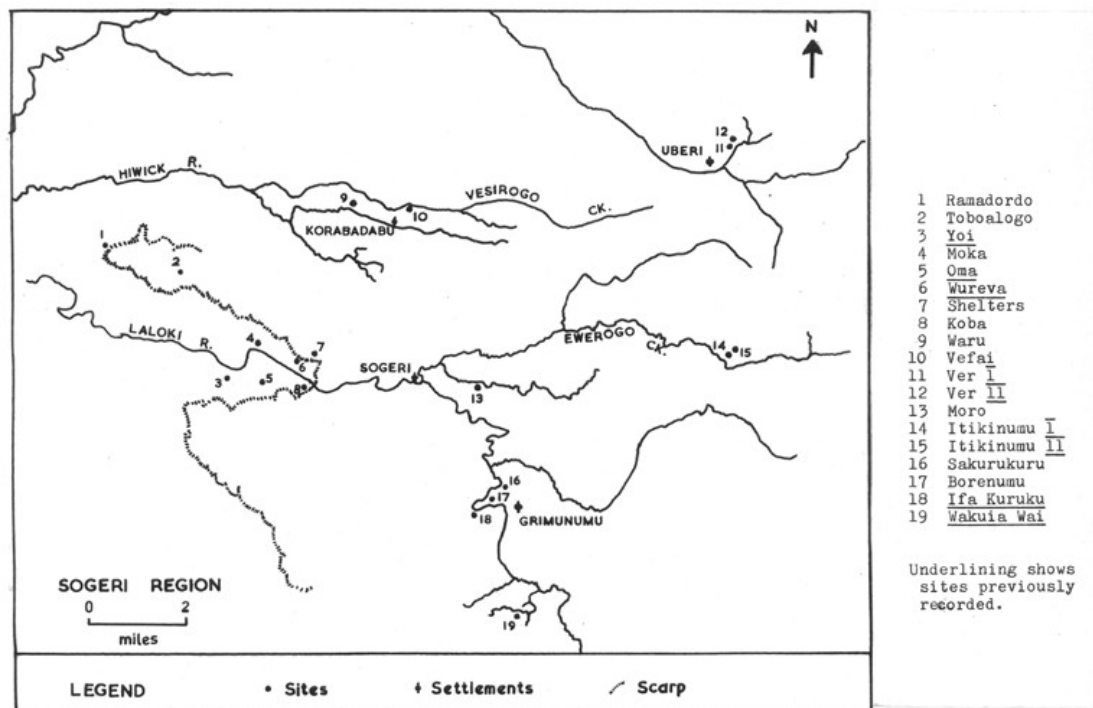 N
12
11
UBERI
HIWICK R.
VESIROGO CK.
9
10
KORABADABU
1
2
LALOKI R.
4
7
6
3
5
8
SOGERI
EWEROGO CK.
14
15
13
16
17
18
GRIMUNUMU
19
SOGERI REGION
0 2
miles
LEGEND
Sites
Settlements
Scarp
1 Ramadordo
2 Toboalogo
3 Yoi
4 Moka
5 Oma
6 Wureva
7 Shelters
8 Koba
9 Waru
10 Vefai
11 Ver I
12 Ver II
13 Moro
14 Itikinumu I
15 Itikinumu II
16 Sakurukuru
17 Borenumu
18 Ifa Kuruku
19 Wakuia Wai
Underlining shows
sites previously
recorded.